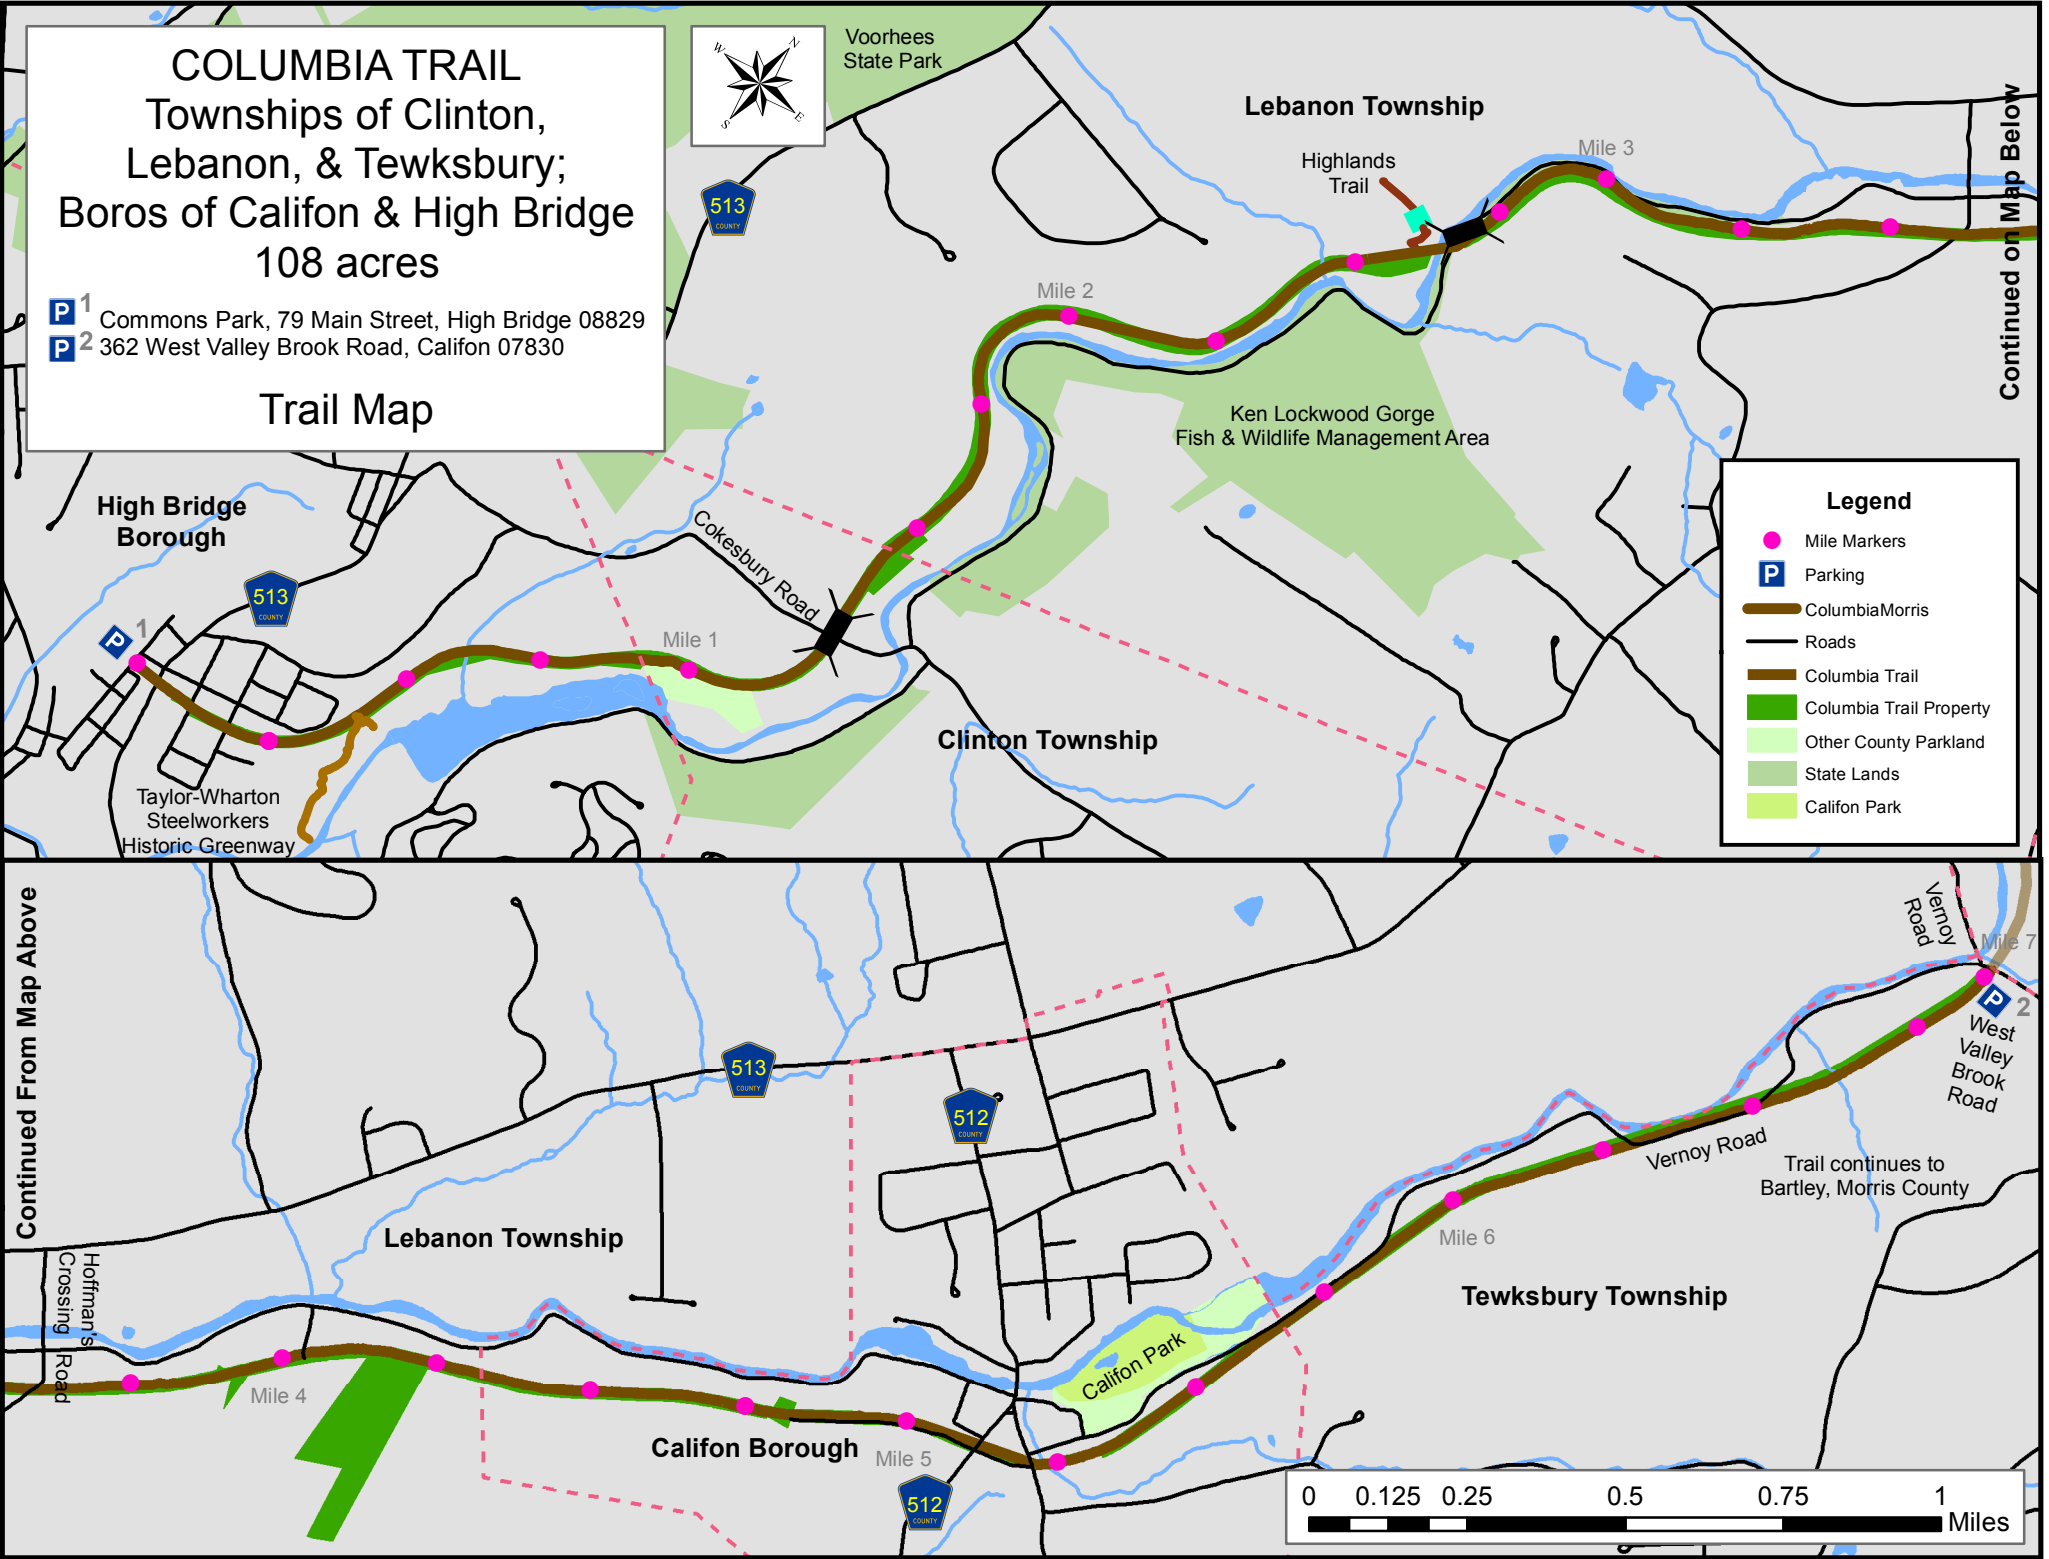 COLUMBIA TRAIL
Townships of Clinton,
Lebanon, & Tewksbury;
Boros of Califon & High Bridge
108 acres
P 1 Commons Park, 79 Main Street, High Bridge 08829
P 2 362 West Valley Brook Road, Califon 07830
Trail Map
W
N
S
E
Voorhees
State Park
513
COUNTY
Lebanon Township
Highlands
Trail
Mile 3
Continued on Map Below
Mile 2
Ken Lockwood Gorge
Fish & Wildlife Management Area
High Bridge
Borough
513
COUNTY
P 1
Cokesbury Road
Mile 1
Clinton Township
Taylor-Wharton
Steelworkers
Historic Greenway
Legend
Mile Markers
P Parking
ColumbiaMorris
Roads
Columbia Trail
Columbia Trail Property
Other County Parkland
State Lands
Califon Park
Continued From Map Above
Hoffman's
Crossing Road
Lebanon Township
Mile 4
513
COUNTY
512
COUNTY
Califon Borough
Mile 5
512
COUNTY
Califon Park
Mile 6
Tewksbury Township
Vernoy Road
Trail continues to
Bartley, Morris County
Vernoy
Road
Mile 7
P 2
West
Valley
Brook
Road
0 0.125 0.25 0.5 0.75 1
Miles